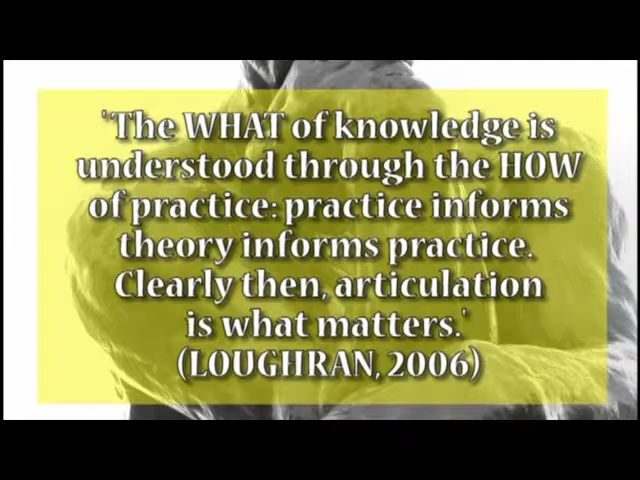 'The WHAT of knowledge is
understood through the HOW
of practice: practice informs
theory informs practice.
Clearly then, articulation
is what matters.'
(LOUGHRAN, 2006)